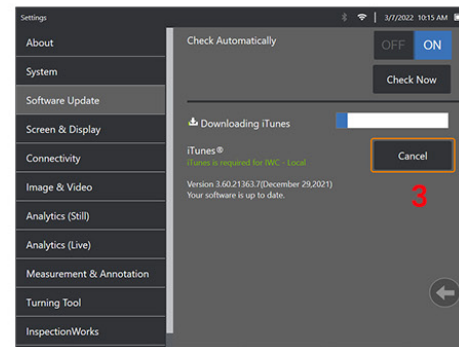 Settings
3/7/2022 10:15 AM
About
System
Software Update
Screen & Display
Connectivity
Image & Video
Analytics (Still)
Analytics (Live)
Measurement & Annotation
Turning Tool
InspectionWorks
Check Automatically
OFF ON
Check Now
Downloading iTunes
iTunes®
iTunes is required for IWC - Local
Cancel
Version 3.60.21363.7(December 29,2021)
Your software is up to date.
3